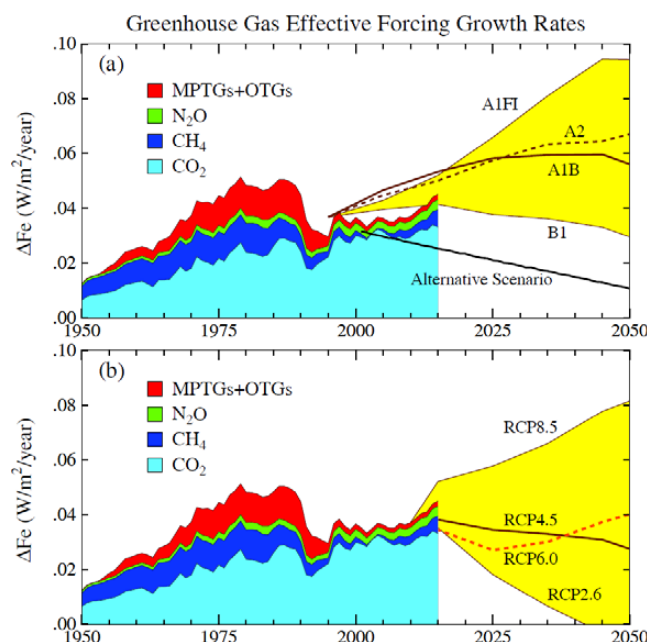 Greenhouse Gas Effective Forcing Growth Rates
(a)
MPTGs+OTGs
N₂O
CH₄
CO₂
A1FI
A2
A1B
B1
Alternative Scenario
ΔFe (W/m²/year)
.10
.08
.06
.04
.02
.00
1950 1975 2000 2025 2050
(b)
MPTGs+OTGs
N₂O
CH₄
CO₂
RCP8.5
RCP4.5
RCP6.0
RCP2.6
ΔFe (W/m²/year)
.10
.08
.06
.04
.02
.00
1950 1975 2000 2025 2050